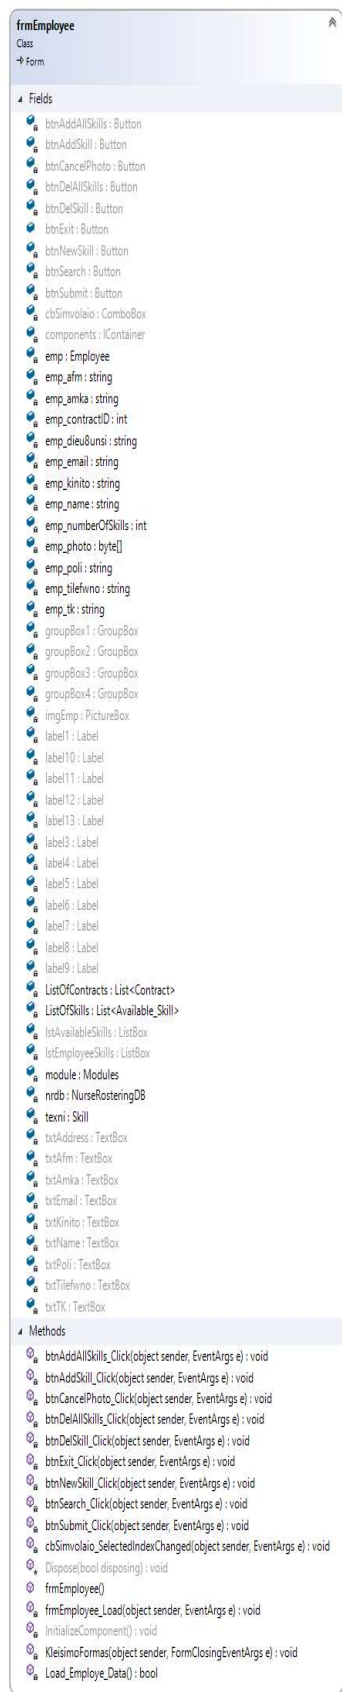 frmEmployee
Class
Form
Fields
btnAddAllSkills : Button
btnAddSkill : Button
btnCancelPhoto : Button
btnDelAllSkills : Button
btnDelSkill : Button
btnExit : Button
btnNewSkill : Button
btnSearch : Button
btnSubmit : Button
cbSimvolaio : ComboBox
components : IContainer
emp : Employee
emp_afm : string
emp_amka : string
emp_contractID : int
emp_dieu8unsi : string
emp_email : string
emp_kinito : string
emp_name : string
emp_numberOfSkills : int
emp_photo : byte[]
emp_poli : string
emp_tilefwno : string
emp_tk : string
groupBox1 : GroupBox
groupBox2 : GroupBox
groupBox3 : GroupBox
groupBox4 : GroupBox
imgEmp : PictureBox
label1 : Label
label10 : Label
label11 : Label
label12 : Label
label13 : Label
label3 : Label
label4 : Label
label5 : Label
label6 : Label
label7 : Label
label8 : Label
label9 : Label
ListOfContracts : List<Contract>
ListOfSkills : List<Available_Skill>
lstAvailableSkills : ListBox
lstEmployeeSkills : ListBox
module : Modules
nrdb : NurseRosteringDB
texni : Skill
txtAddress : TextBox
txtAfm : TextBox
txtAmka : TextBox
txtEmail : TextBox
txtKinito : TextBox
txtName : TextBox
txtPoli : TextBox
txtTilefwno : TextBox
txtTK : TextBox
Methods
btnAddAllSkills_Click(object sender, EventArgs e) : void
btnAddSkill_Click(object sender, EventArgs e) : void
btnCancelPhoto_Click(object sender, EventArgs e) : void
btnDelAllSkills_Click(object sender, EventArgs e) : void
btnDelSkill_Click(object sender, EventArgs e) : void
btnExit_Click(object sender, EventArgs e) : void
btnNewSkill_Click(object sender, EventArgs e) : void
btnSearch_Click(object sender, EventArgs e) : void
btnSubmit_Click(object sender, EventArgs e) : void
cbSimvolaio_SelectedIndexChanged(object sender, EventArgs e) : void
Dispose(bool disposing) : void
frmEmployee()
frmEmployee_Load(object sender, EventArgs e) : void
InitializeComponent() : void
KleisimoFormas(object sender, FormClosingEventArgs e) : void
Load_Employe_Data() : bool